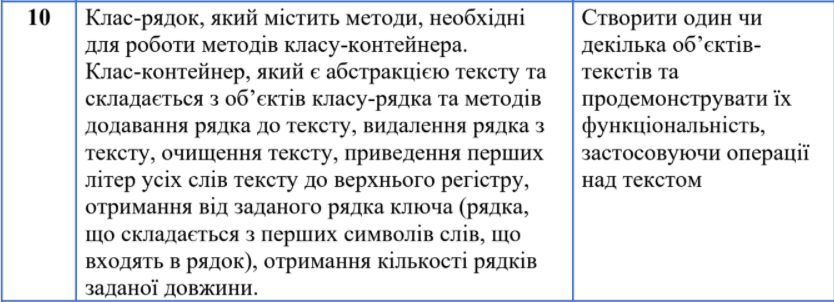 10
Клас-рядок, який містить методи, необхідні
для роботи методів класу-контейнера.
Клас-контейнер, який є абстракцією тексту та
складається з об’єктів класу-рядка та методів
додавання рядка до тексту, видалення рядка з
тексту, очищення тексту, приведення перших
літер усіх слів тексту до верхнього регістру,
отримання від заданого рядка ключа (рядка,
що складається з перших символів слів, що
входять в рядок), отримання кількості рядків
заданої довжини.
Створити один чи
декілька об’єктів-
текстів та
продемонструвати їх
функціональність,
застосовуючи операції
над текстом